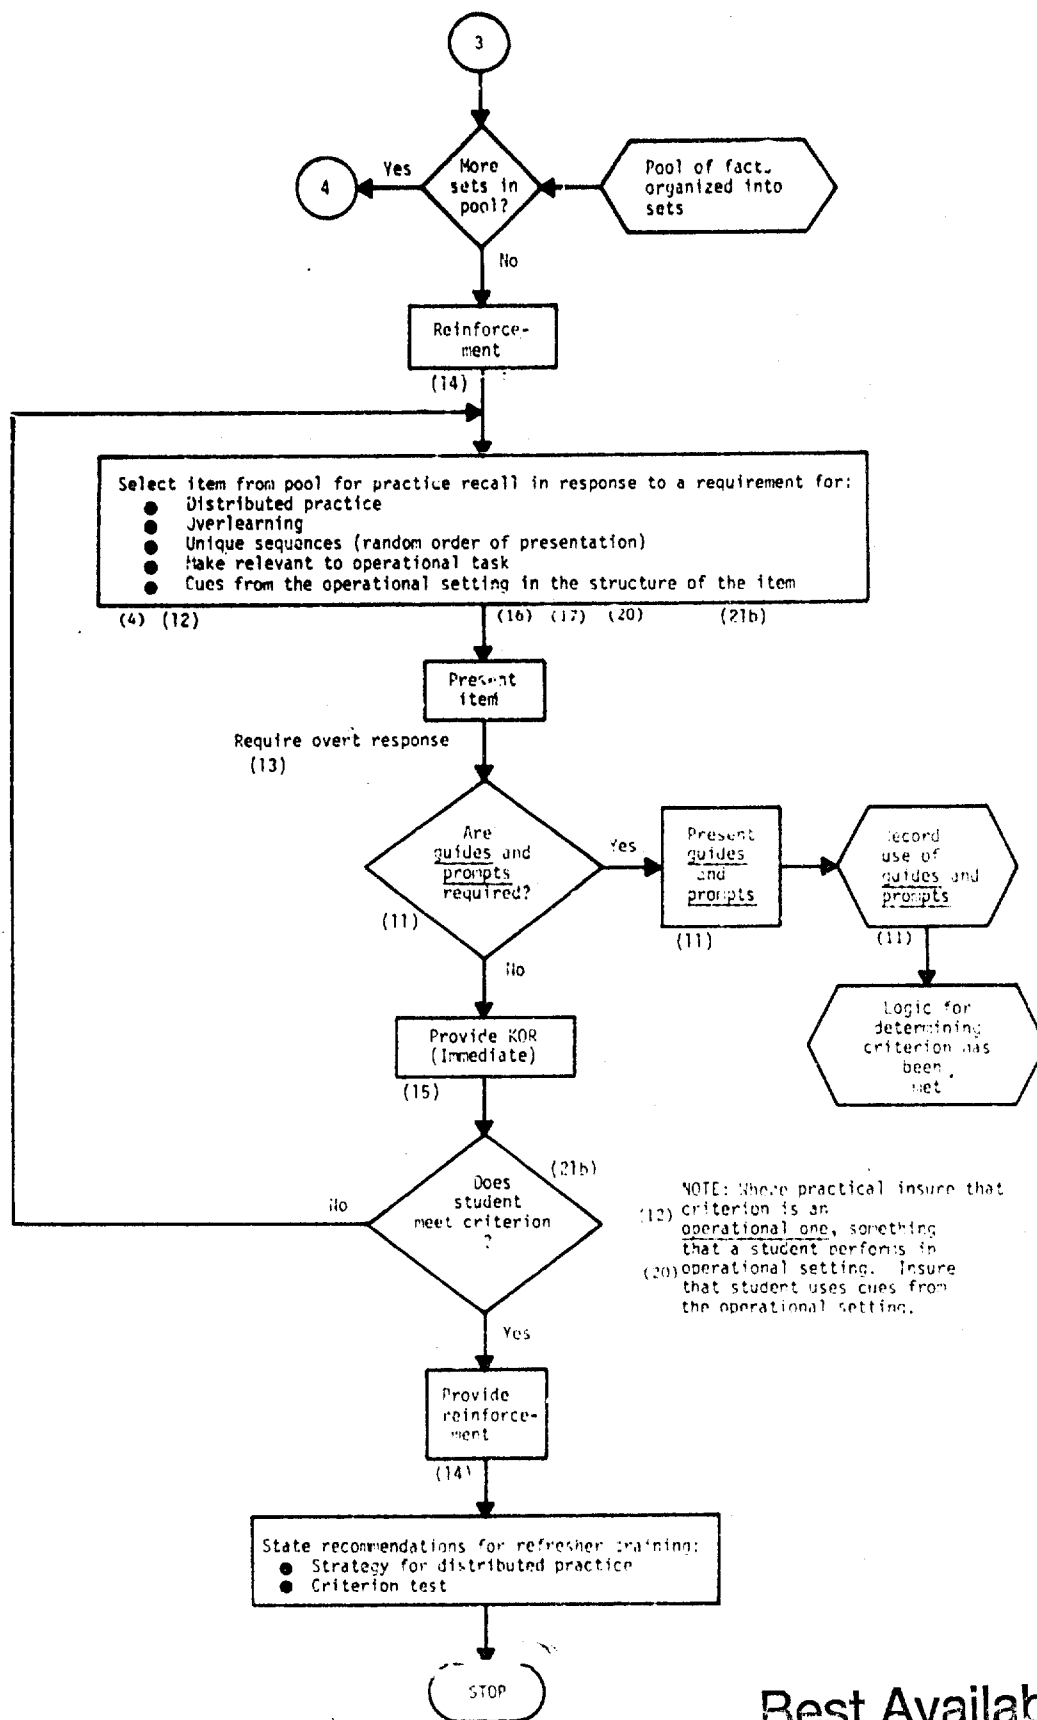 3
4
Yes
More
sets in
pool?
Pool of fact.
organized into
sets
No
Reinforce-
ment
(14)
Select item from pool for practice recall in response to a requirement for:
● Distributed practice
● Overlearning
● Unique sequences (random order of presentation)
● Make relevant to operational task
● Cues from the operational setting in the structure of the item
(4) (12) (16) (17) (20) (21b)
Present
item
Require overt response
(13)
Are
guides and
prompts
required?
(11)
Yes
Present
guides
and
prompts
(11)
Record
use of
guides and
prompts
(11)
No
Logic for
determining
criterion has
been
met
Provide KOR
(Immediate)
(15)
(21b)
Does
student
meet criterion
?
No
NOTE: Where practical insure that
(12) criterion is an
operational one, something
that a student performs in
(20) operational setting. Insure
that student uses cues from
the operational setting.
Yes
Provide
reinforce-
ment
(14)
State recommendations for refresher training:
● Strategy for distributed practice
● Criterion test
STOP
Best Availab